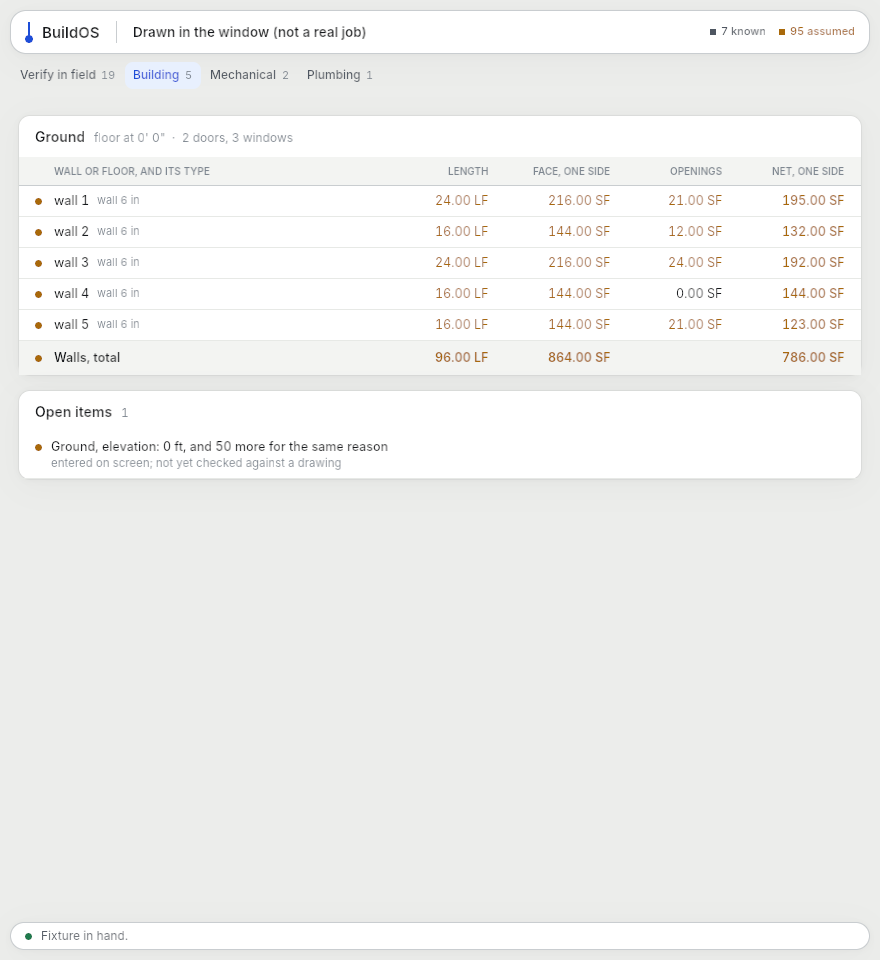 BuildOS
Drawn in the window (not a real job)
7 known
95 assumed
Verify in field 19
Building 5
Mechanical 2
Plumbing 1
Ground floor at 0' 0" · 2 doors, 3 windows
WALL OR FLOOR, AND ITS TYPE LENGTH FACE, ONE SIDE OPENINGS NET, ONE SIDE
wall 1 wall 6 in 24.00 LF 216.00 SF 21.00 SF 195.00 SF
wall 2 wall 6 in 16.00 LF 144.00 SF 12.00 SF 132.00 SF
wall 3 wall 6 in 24.00 LF 216.00 SF 24.00 SF 192.00 SF
wall 4 wall 6 in 16.00 LF 144.00 SF 0.00 SF 144.00 SF
wall 5 wall 6 in 16.00 LF 144.00 SF 21.00 SF 123.00 SF
Walls, total 96.00 LF 864.00 SF 786.00 SF
Open items 1
Ground, elevation: 0 ft, and 50 more for the same reason
entered on screen; not yet checked against a drawing
Fixture in hand.